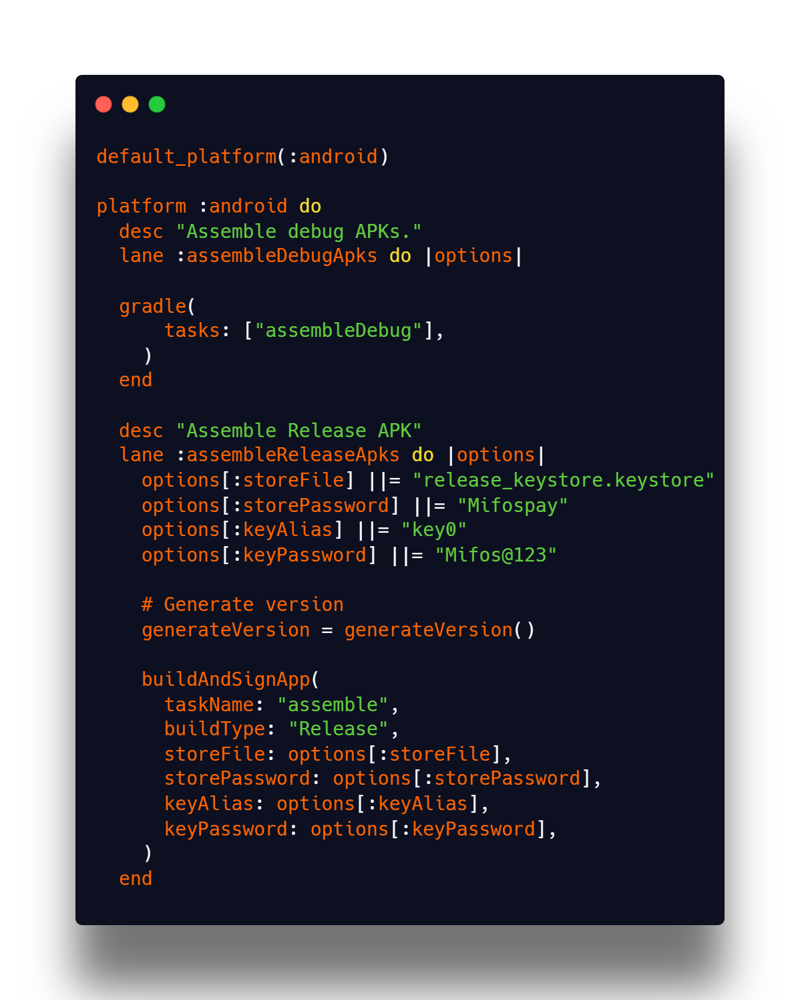 default_platform(:android)

platform :android do
  desc "Assemble debug APKs."
  lane :assembleDebugApks do |options|

  gradle(
      tasks: ["assembleDebug"],
    )
  end

  desc "Assemble Release APK"
  lane :assembleReleaseApks do |options|
    options[:storeFile] ||= "release_keystore.keystore"
    options[:storePassword] ||= "Mifospay"
    options[:keyAlias] ||= "key0"
    options[:keyPassword] ||= "Mifos@123"

    # Generate version
    generateVersion = generateVersion()

    buildAndSignApp(
      taskName: "assemble",
      buildType: "Release",
      storeFile: options[:storeFile],
      storePassword: options[:storePassword],
      keyAlias: options[:keyAlias],
      keyPassword: options[:keyPassword],
    )
  end